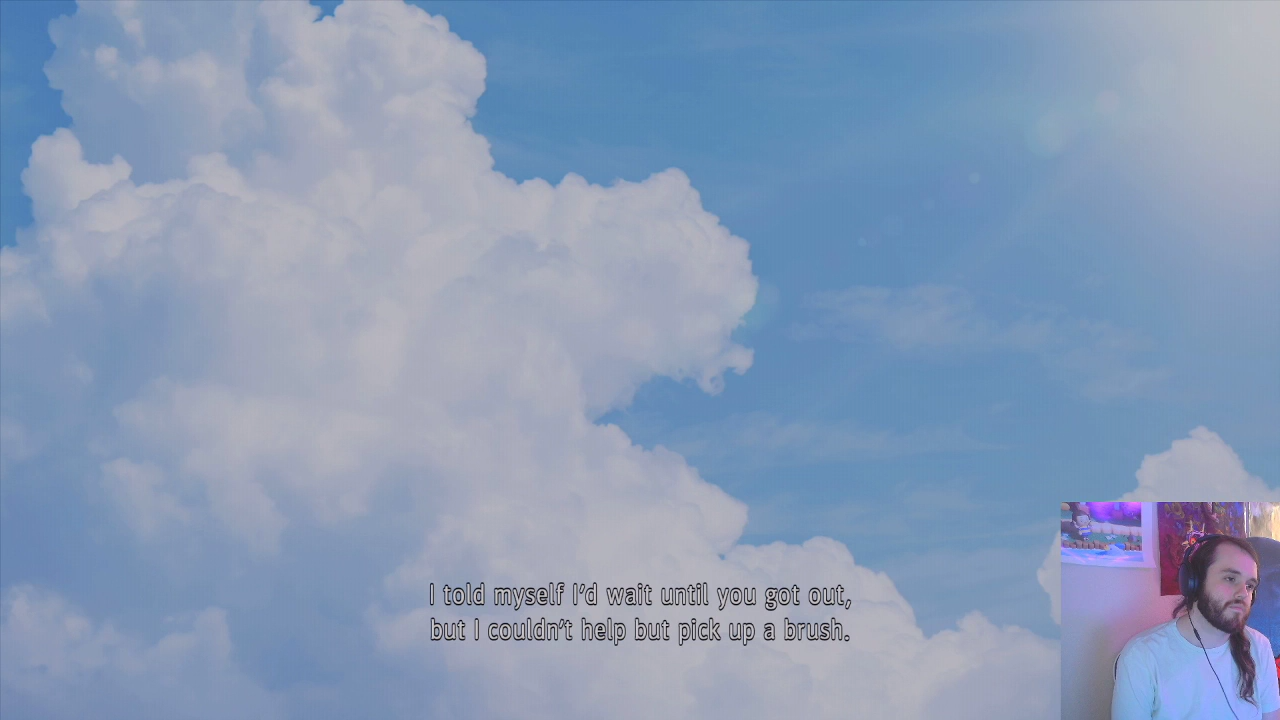 I told myself I'd wait until you got out,
but I couldn't help but pick up a brush.